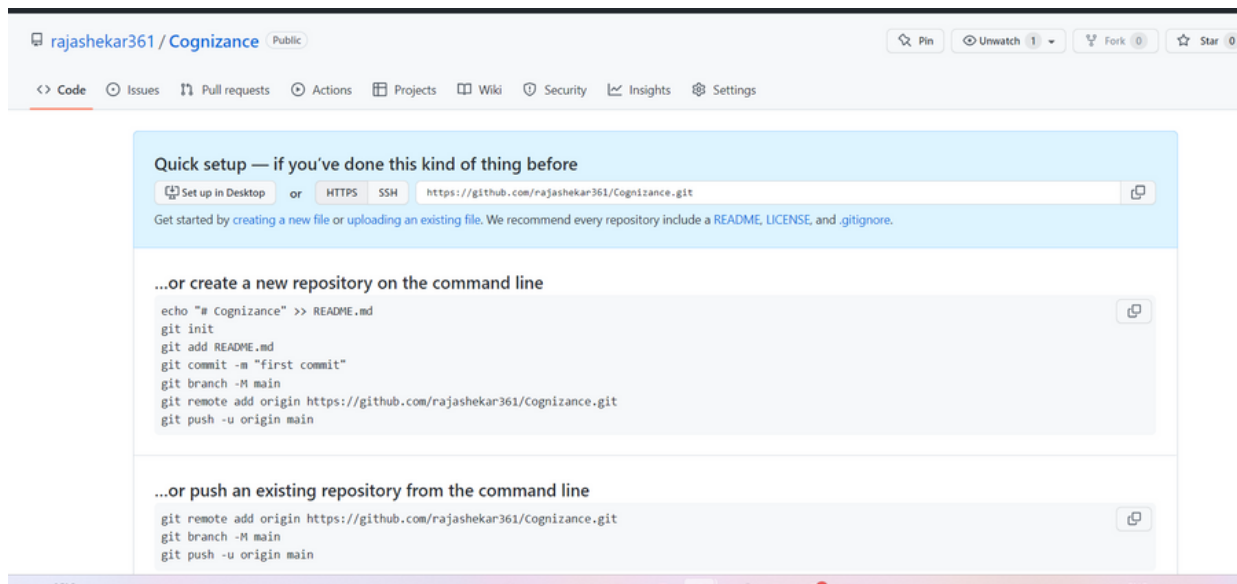 rajashekar361 / Cognizance Public
Pin Unwatch 1 Fork 0 Star 0
Code Issues Pull requests Actions Projects Wiki Security Insights Settings
Quick setup — if you've done this kind of thing before
Set up in Desktop or HTTPS SSH https://github.com/rajashekar361/Cognizance.git
Get started by creating a new file or uploading an existing file. We recommend every repository include a README, LICENSE, and .gitignore.
...or create a new repository on the command line
echo "# Cognizance" >> README.md
git init
git add README.md
git commit -m "first commit"
git branch -M main
git remote add origin https://github.com/rajashekar361/Cognizance.git
git push -u origin main
...or push an existing repository from the command line
git remote add origin https://github.com/rajashekar361/Cognizance.git
git branch -M main
git push -u origin main